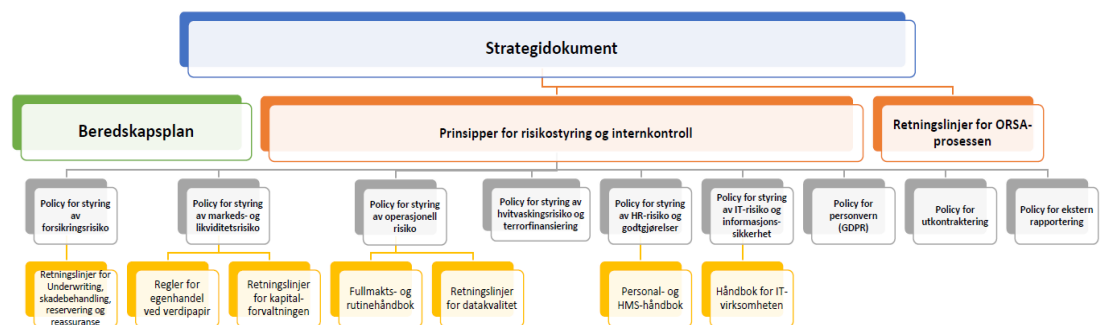 Strategidokument
Beredskapsplan
Prinsipper for risikostyring og internkontroll
Retningslinjer for ORSA-
prosessen
Policy for styring
av
forsikringsrisiko
Policy for styring
av markeds- og
likviditetsrisiko
Policy for styring
av operasjonell
risiko
Policy for styring av
hvitvaskingsrisiko og
terrorfinansiering
Policy for styring
av HR-risiko og
godtgjørelser
Policy for styring
av IT-risiko og
informasjons-
sikkerhet
Policy for
personvern
(GDPR)
Policy for
utkontraktering
Policy for ekstern
rapportering
Retningslinjer for
Underwriting,
skadebehandling,
reservering og
reassuranse
Regler for
egenhandel
ved verdipapir
Retningslinjer
for kapital-
forvaltningen
Fullmakts- og
rutinehåndbok
Retningslinjer
for datakvalitet
Personal- og
HMS-håndbok
Håndbok for IT-
virksomheten